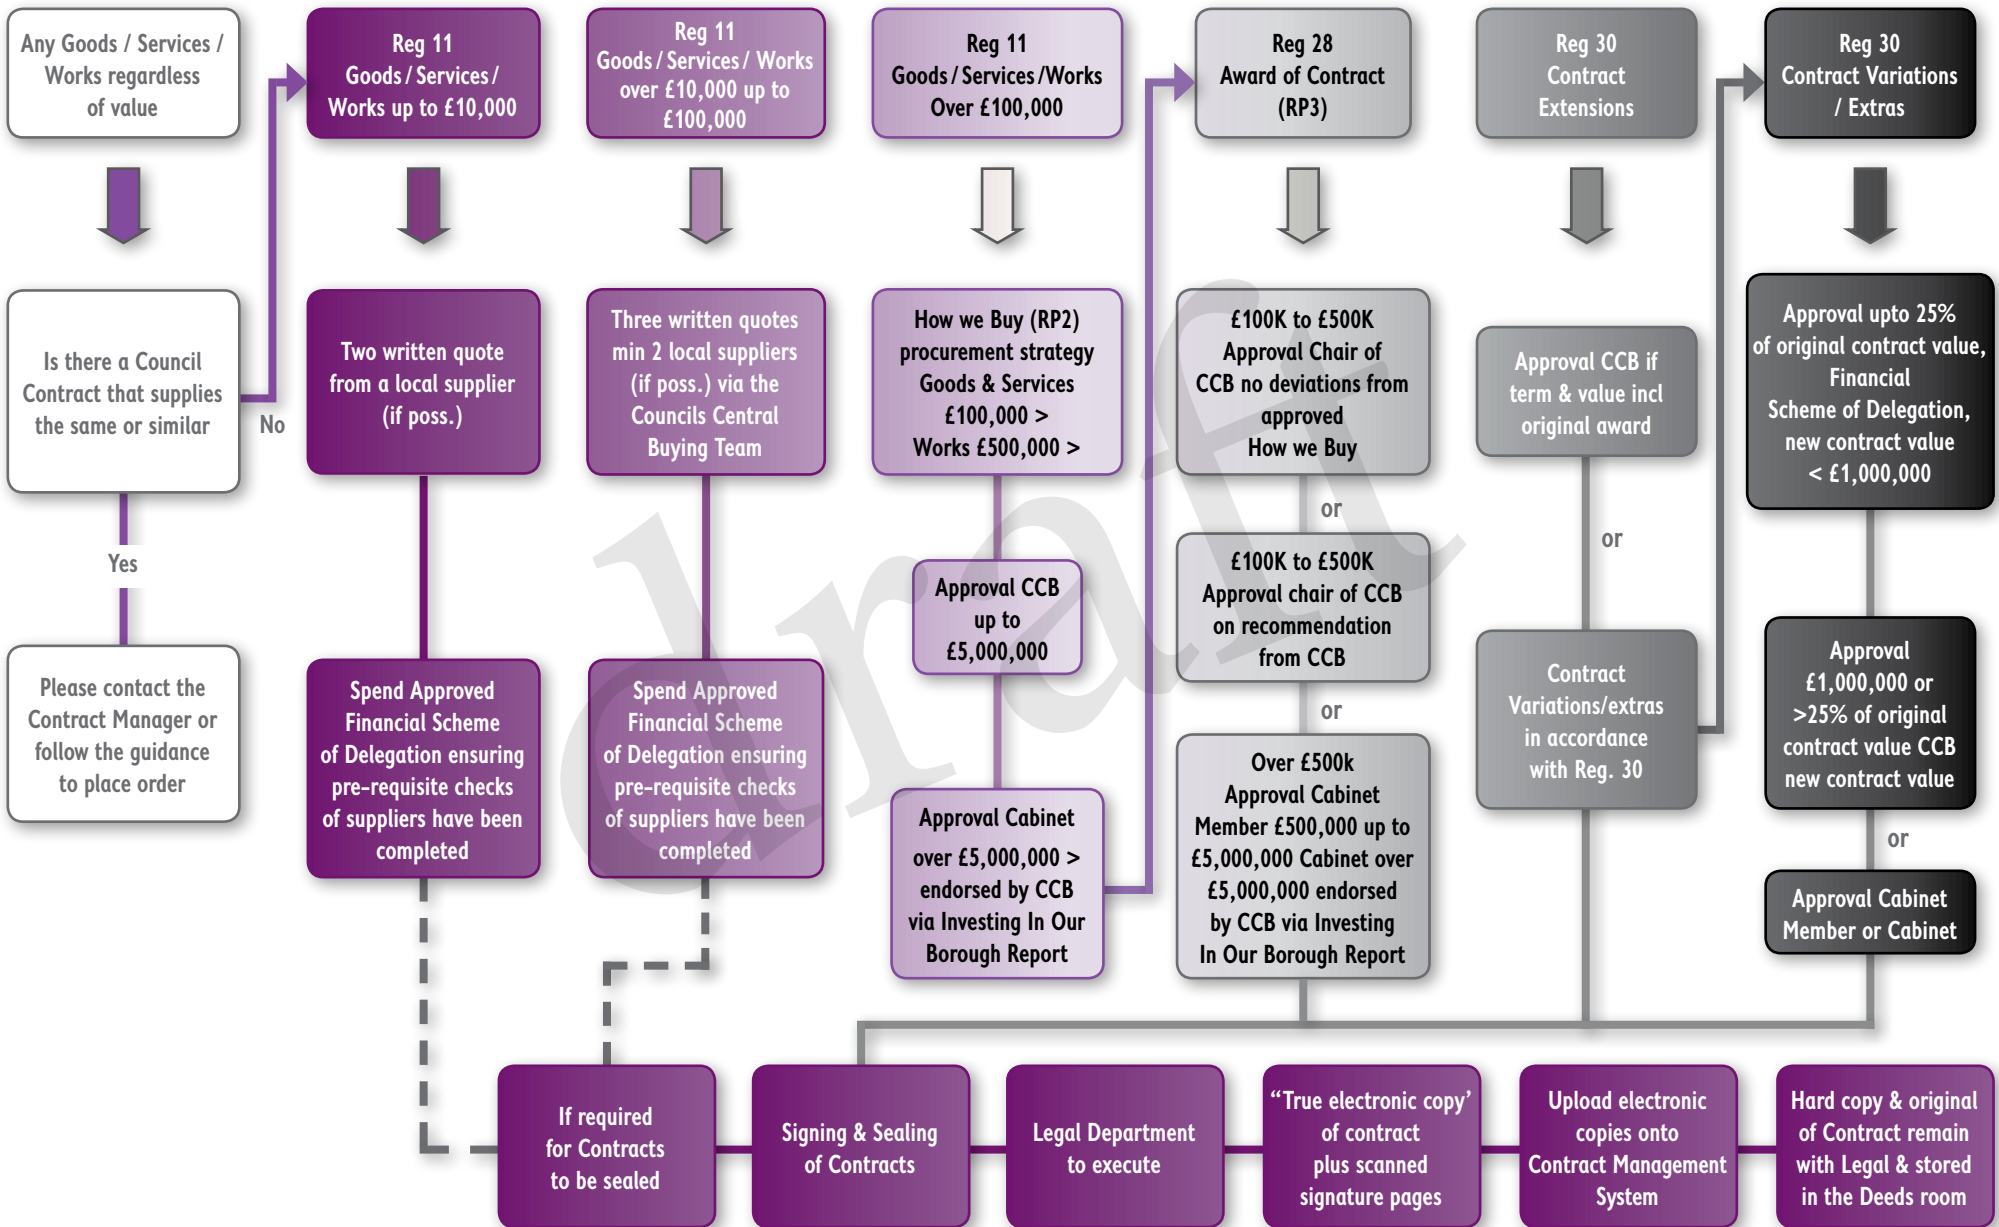 Any Goods / Services /
Works regardless
of value
Is there a Council
Contract that supplies
the same or similar
No
Yes
Please contact the
Contract Manager or
follow the guidance
to place order
Reg 11
Goods / Services /
Works up to £10,000
Two written quote
from a local supplier
(if poss.)
Spend Approved
Financial Scheme
of Delegation ensuring
pre-requisite checks
of suppliers have been
completed
Reg 11
Goods / Services / Works
over £10,000 up to
£100,000
Three written quotes
min 2 local suppliers
(if poss.) via the
Councils Central
Buying Team
Spend Approved
Financial Scheme
of Delegation ensuring
pre-requisite checks
of suppliers have been
completed
Reg 11
Goods / Services /Works
Over £100,000
How we Buy (RP2)
procurement strategy
Goods & Services
£100,000 >
Works £500,000 >
Approval CCB
up to
£5,000,000
Approval Cabinet
over £5,000,000 >
endorsed by CCB
via Investing In Our
Borough Report
Reg 28
Award of Contract
(RP3)
£100K to £500K
Approval Chair of
CCB no deviations from
approved
How we Buy
or
£100K to £500K
Approval chair of CCB
on recommendation
from CCB
or
Over £500k
Approval Cabinet
Member £500,000 up to
£5,000,000 Cabinet over
£5,000,000 endorsed
by CCB via Investing
In Our Borough Report
Reg 30
Contract
Extensions
Approval CCB if
term & value incl
original award
or
Contract
Variations/extras
in accordance
with Reg. 30
Reg 30
Contract Variations
/ Extras
Approval upto 25%
of original contract value,
Financial
Scheme of Delegation,
new contract value
< £1,000,000
Approval
£1,000,000 or
>25% of original
contract value CCB
new contract value
or
Approval Cabinet
Member or Cabinet
If required
for Contracts
to be sealed
Signing & Sealing
of Contracts
Legal Department
to execute
“True electronic copy’
of contract
plus scanned
signature pages
Upload electronic
copies onto
Contract Management
System
Hard copy & original
of Contract remain
with Legal & stored
in the Deeds room
draft